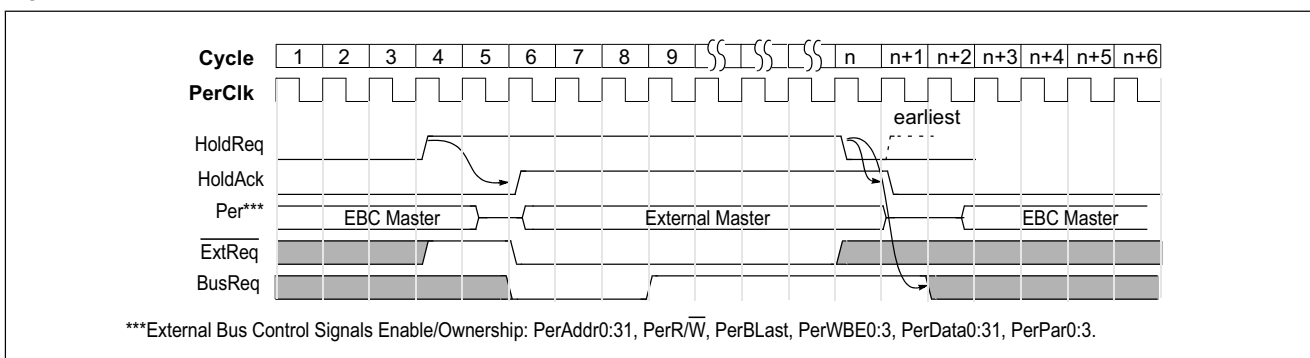 Cycle 1 2 3 4 5 6 7 8 9 n n+1 n+2 n+3 n+4 n+5 n+6
PerClk
earliest
HoldReq
HoldAck
Per*** EBC Master External Master EBC Master
ExtReq
BusReq
***External Bus Control Signals Enable/Ownership: PerAddr0:31, PerR/W, PerBLast, PerWBE0:3, PerData0:31, PerPar0:3.